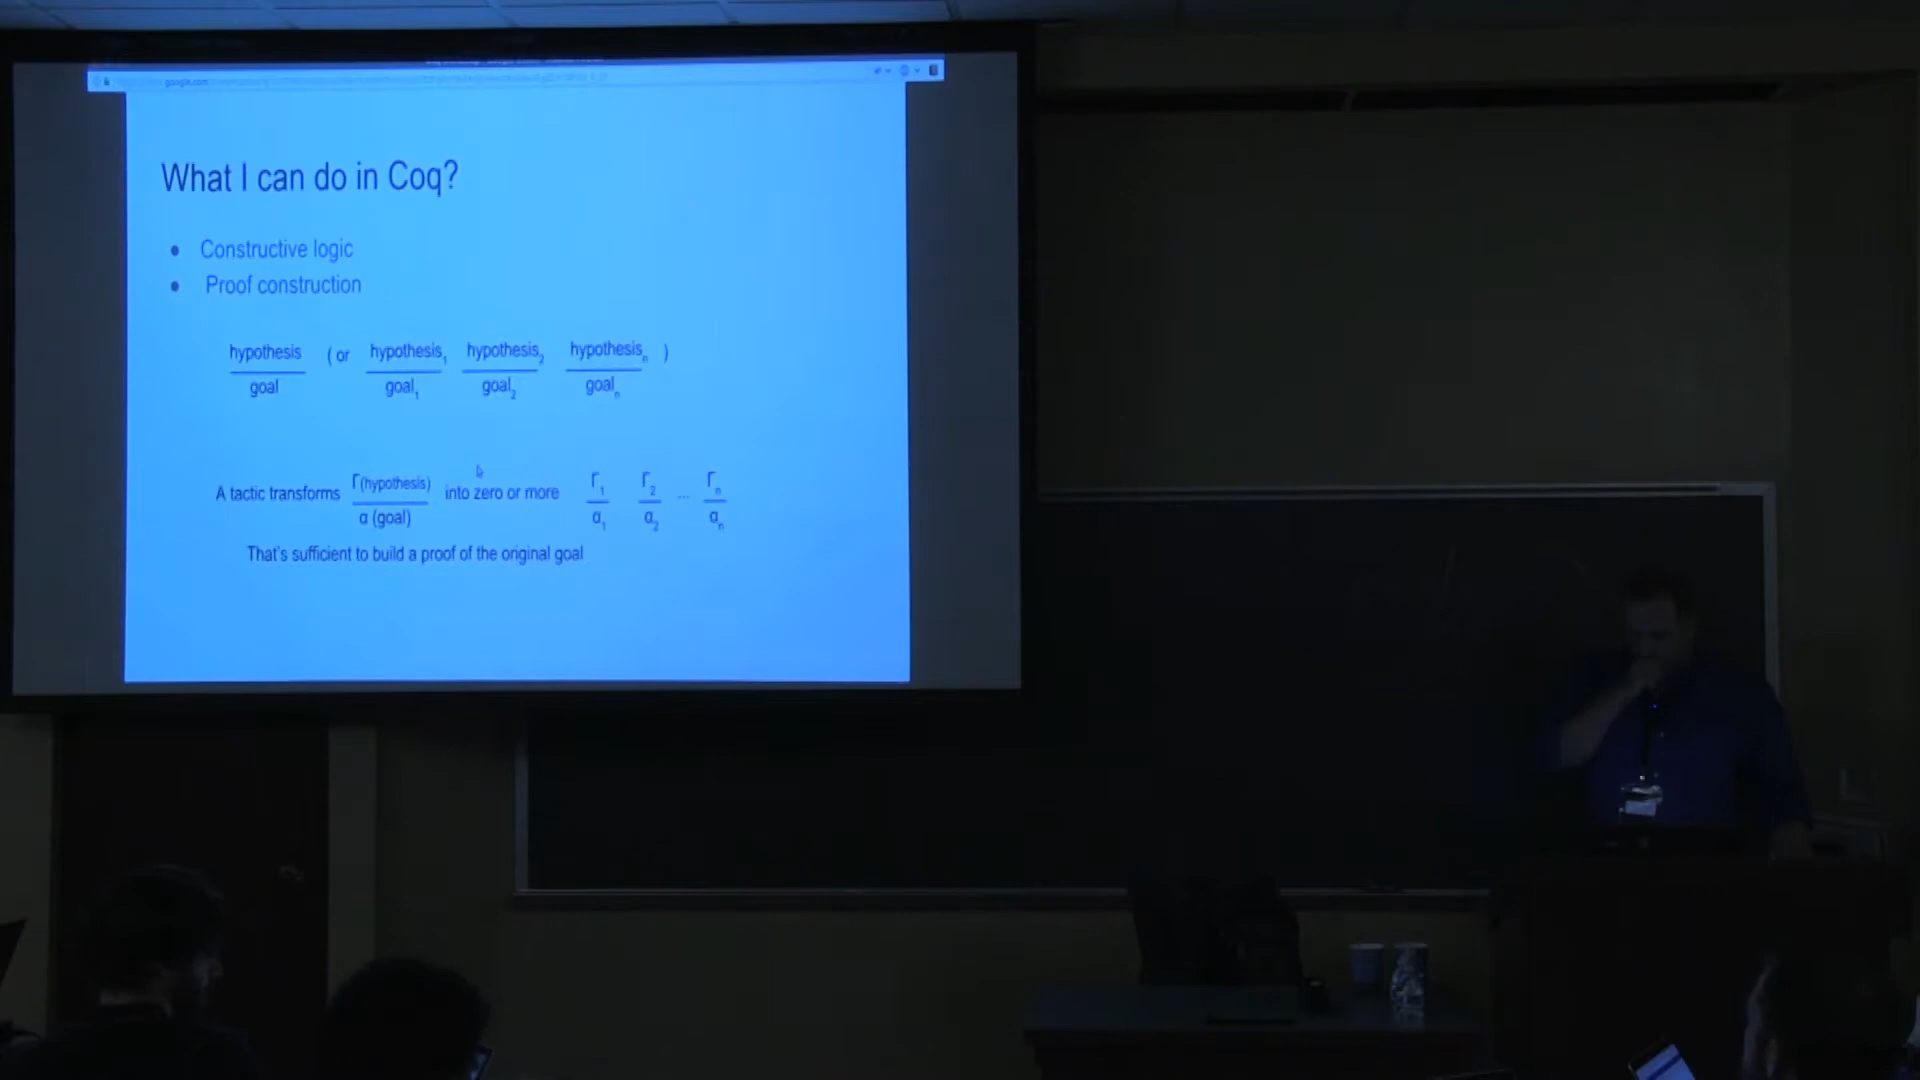 google.com
What I can do in Coq?
• Constructive logic
• Proof construction
hypothesis ( or hypothesis₁ hypothesis₂ hypothesisₙ )
goal goal₁ goal₂ goalₙ
A tactic transforms Γ(hypothesis) into zero or more Γ₁ Γ₂ ... Γₙ
α (goal) α₁ α₂ αₙ
That's sufficient to build a proof of the original goal